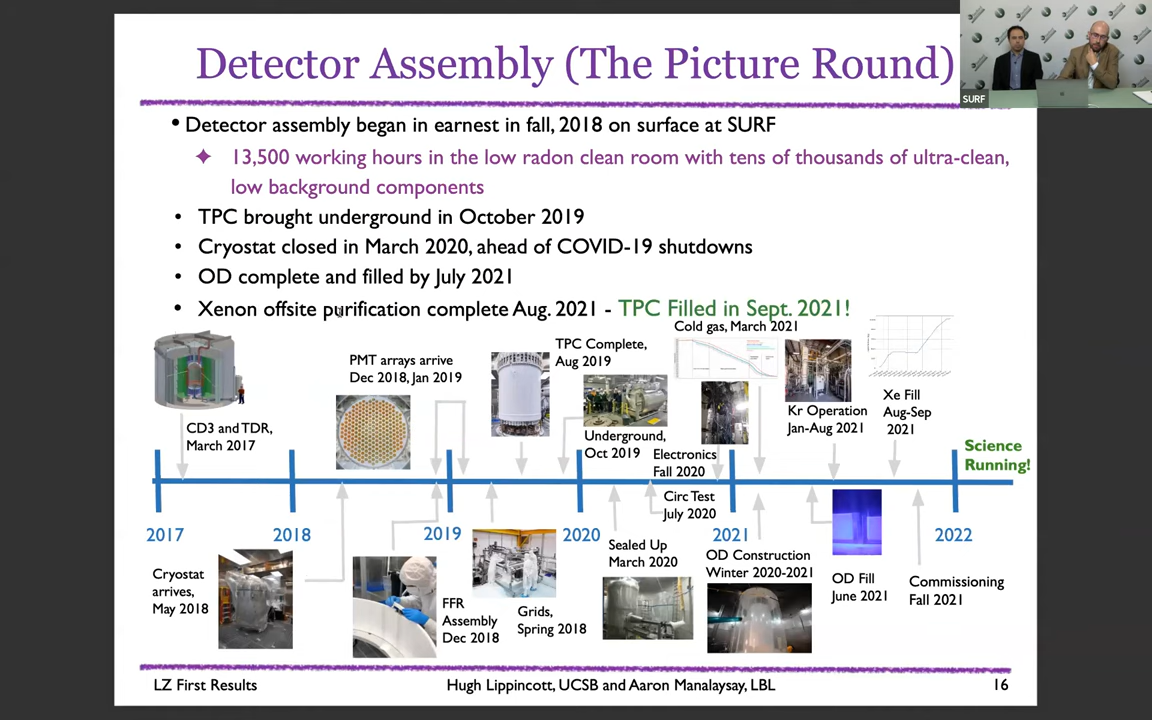 Detector Assembly (The Picture Round)
SURF
• Detector assembly began in earnest in fall, 2018 on surface at SURF
✦ 13,500 working hours in the low radon clean room with tens of thousands of ultra-clean,
low background components
• TPC brought underground in October 2019
• Cryostat closed in March 2020, ahead of COVID-19 shutdowns
• OD complete and filled by July 2021
• Xenon offsite purification complete Aug. 2021 - TPC Filled in Sept. 2021!
CD3 and TDR,
March 2017
PMT arrays arrive
Dec 2018, Jan 2019
TPC Complete,
Aug 2019
Underground,
Oct 2019
Cold gas, March 2021
Electronics
Fall 2020
Kr Operation
Jan-Aug 2021
Xe Fill
Aug-Sep
2021
Science
Running!
Circ Test
July 2020
2017
2018
2019
2020
2021
2022
Cryostat
arrives,
May 2018
FFR
Assembly
Dec 2018
Grids,
Spring 2018
Sealed Up
March 2020
OD Construction
Winter 2020-2021
OD Fill
June 2021
Commissioning
Fall 2021
LZ First Results
Hugh Lippincott, UCSB and Aaron Manalaysay, LBL
16